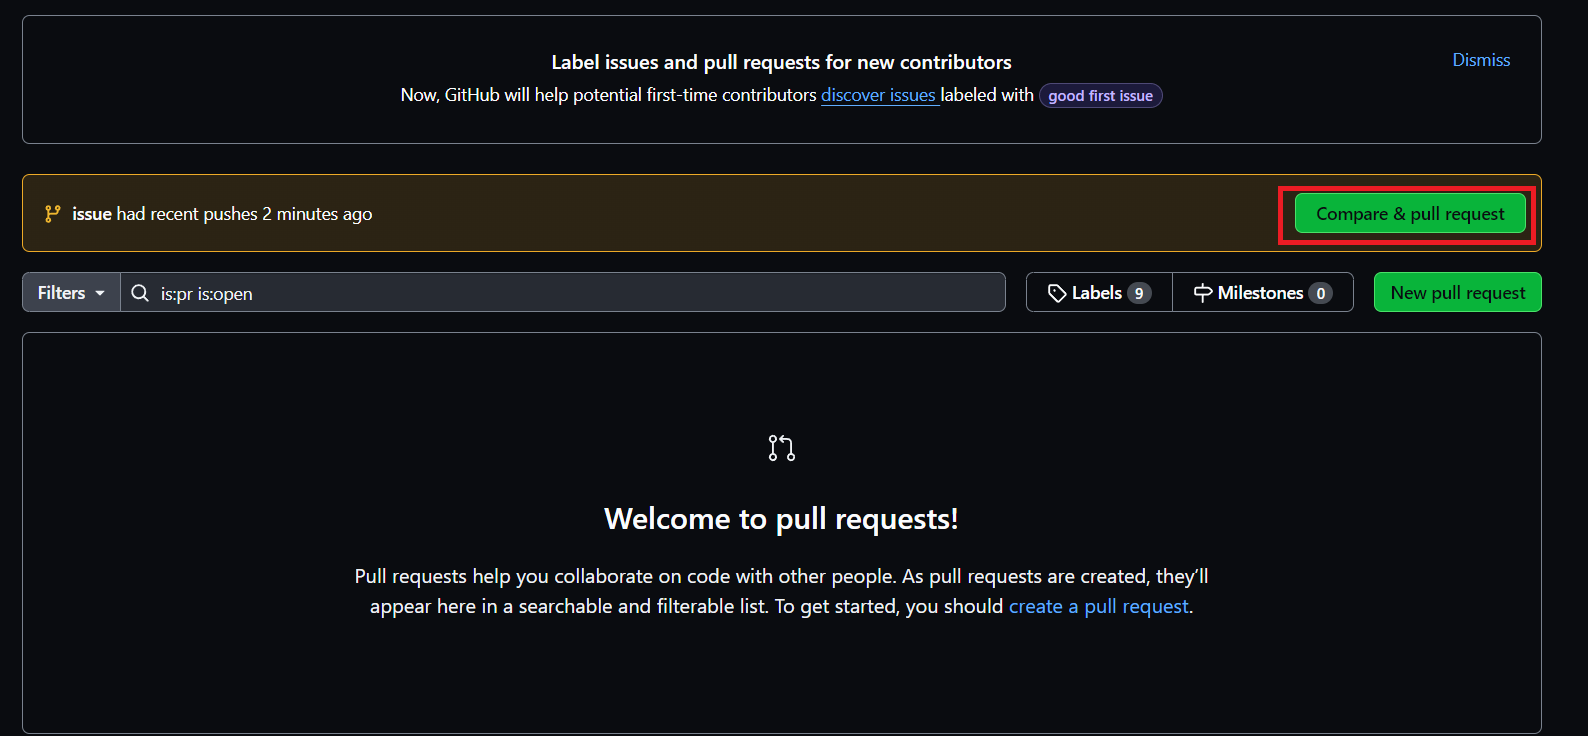 Label issues and pull requests for new contributors
Dismiss
Now, GitHub will help potential first-time contributors discover issues labeled with good first issue
issue had recent pushes 2 minutes ago
Compare & pull request
Filters
is:pr is:open
Labels 9
Milestones 0
New pull request
Welcome to pull requests!
Pull requests help you collaborate on code with other people. As pull requests are created, they’ll
appear here in a searchable and filterable list. To get started, you should create a pull request.